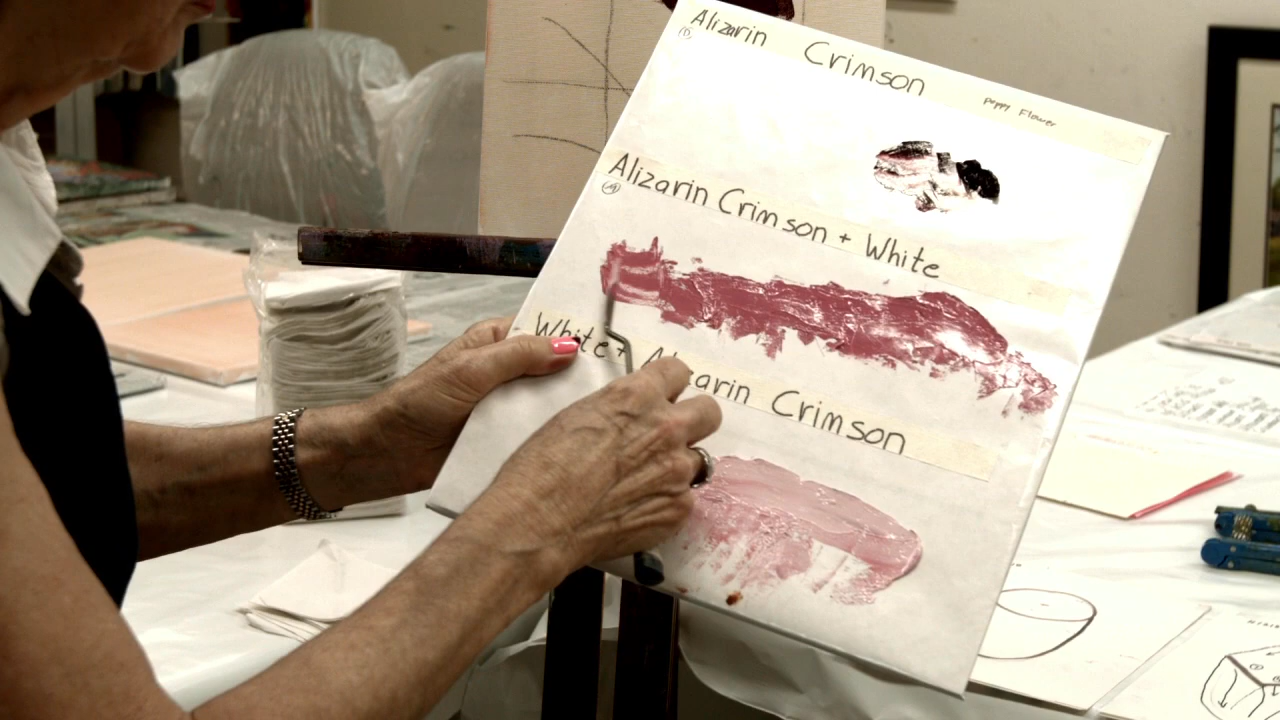 Alizarin Crimson
poppy Flower
Alizarin Crimson + White
White + Alizarin Crimson